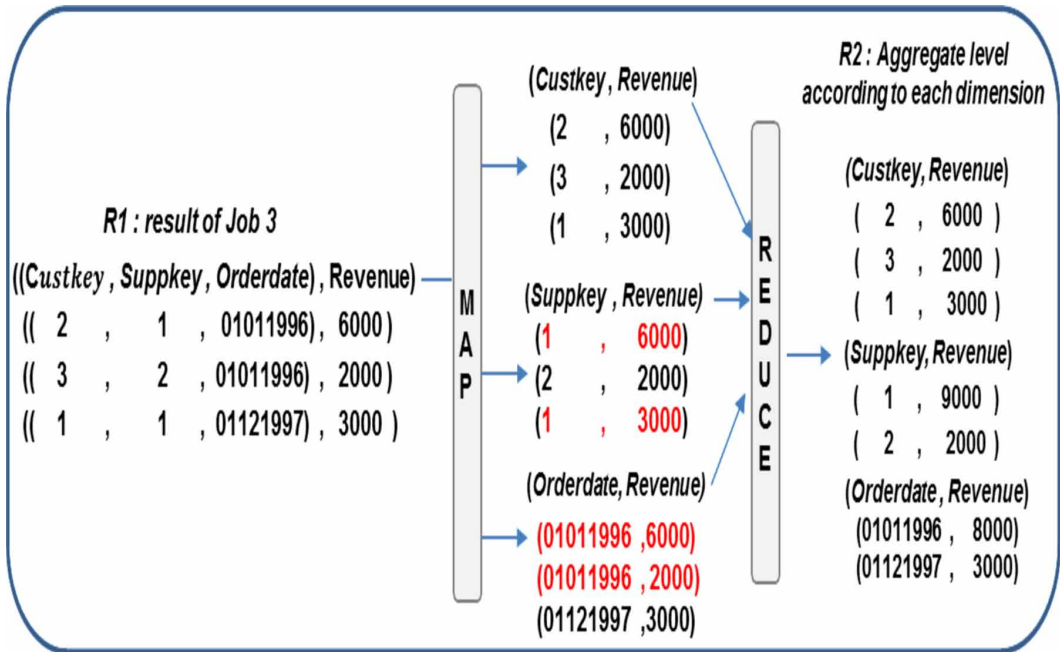 R1 : result of Job 3
((Custkey , Suppkey , Orderdate) , Revenue)
(( 2 , 1 , 01011996) , 6000)
(( 3 , 2 , 01011996) , 2000)
(( 1 , 1 , 01121997) , 3000 )
MAP
(Custkey, Revenue)
(2 , 6000)
(3 , 2000)
(1 , 3000)
(Suppkey , Revenue)
(1 , 6000)
(2 , 2000)
(1 , 3000)
(Orderdate, Revenue)
(01011996 ,6000)
(01011996 , 2000)
(01121997 ,3000)
REDUCE
R2 : Aggregate level
according to each dimension
(Custkey, Revenue)
( 2 , 6000 )
( 3 , 2000 )
( 1 , 3000 )
(Suppkey, Revenue)
( 1 , 9000 )
( 2 , 2000 )
(Orderdate, Revenue)
(01011996 , 8000)
(01121997 , 3000)